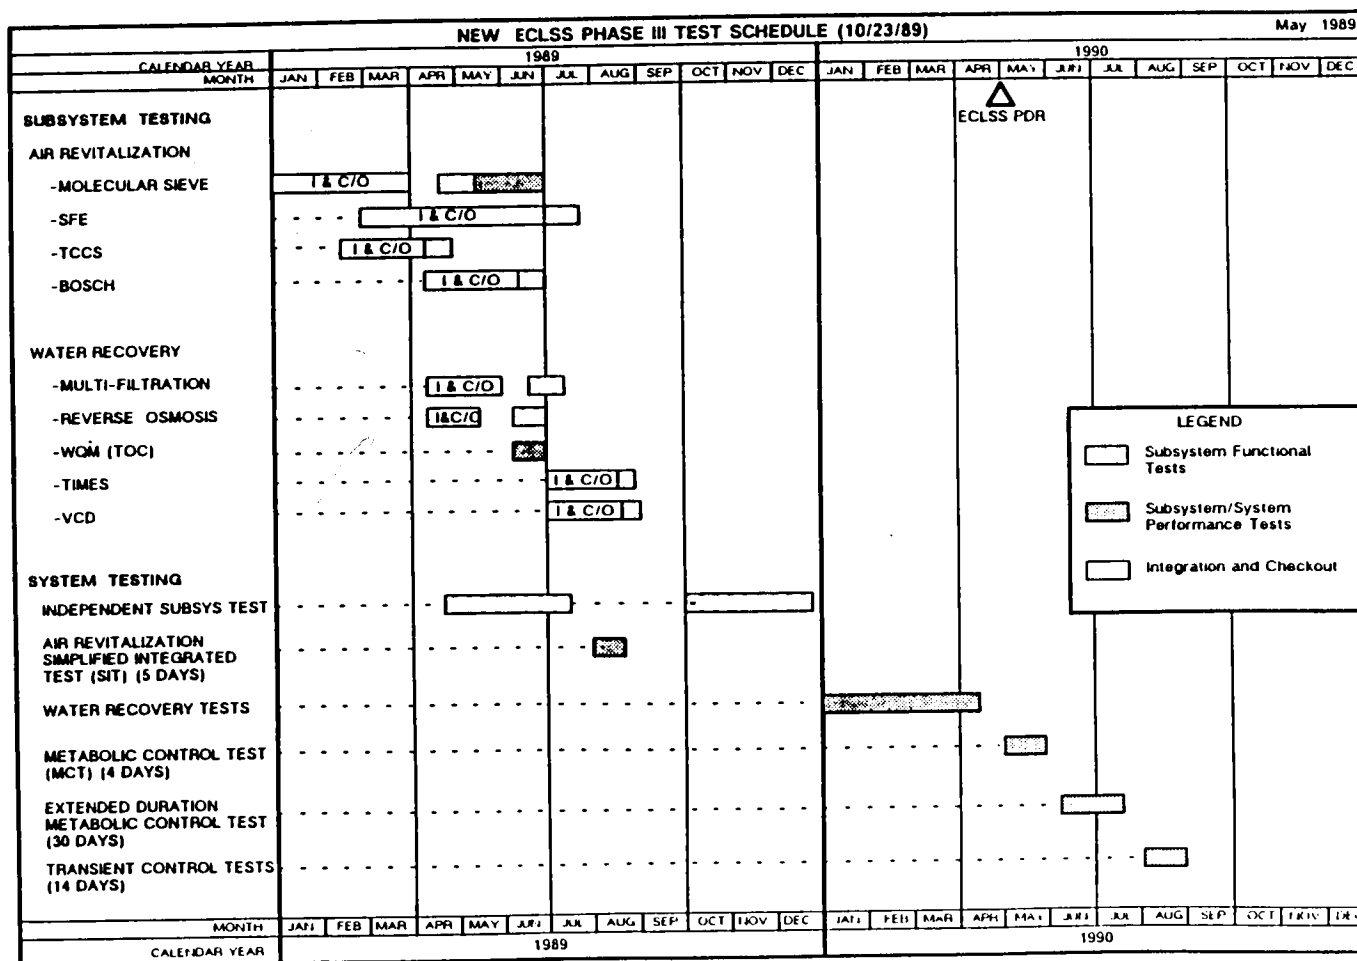 NEW ECLSS PHASE III TEST SCHEDULE (10/23/89)
May 1989
CALENDAR YEAR 1989 1990
MONTH JAN FEB MAR APR MAY JUN JUL AUG SEP OCT NOV DEC JAN FEB MAR APR MAY JUN JUL AUG SEP OCT NOV DEC
ECLSS PDR
SUBSYSTEM TESTING
AIR REVITALIZATION
-MOLECULAR SIEVE I & C/O
-SFE I & C/O
-TCCS I & C/O
-BOSCH I & C/O
WATER RECOVERY
-MULTI-FILTRATION I & C/O
-REVERSE OSMOSIS I&C/O
-WQM (TOC)
-TIMES I & C/O
-VCD I & C/O
LEGEND
Subsystem Functional
Tests
Subsystem/System
Performance Tests
Integration and Checkout
SYSTEM TESTING
INDEPENDENT SUBSYS TEST
AIR REVITALIZATION
SIMPLIFIED INTEGRATED
TEST (SIT) (5 DAYS)
WATER RECOVERY TESTS
METABOLIC CONTROL TEST
(MCT) (4 DAYS)
EXTENDED DURATION
METABOLIC CONTROL TEST
(30 DAYS)
TRANSIENT CONTROL TESTS
(14 DAYS)
MONTH JAN FEB MAR APR MAY JUN JUL AUG SEP OCT NOV DEC JAN FEB MAR APR MAY JUN JUL AUG SEP OCT NOV DEC
CALENDAR YEAR 1989 1990